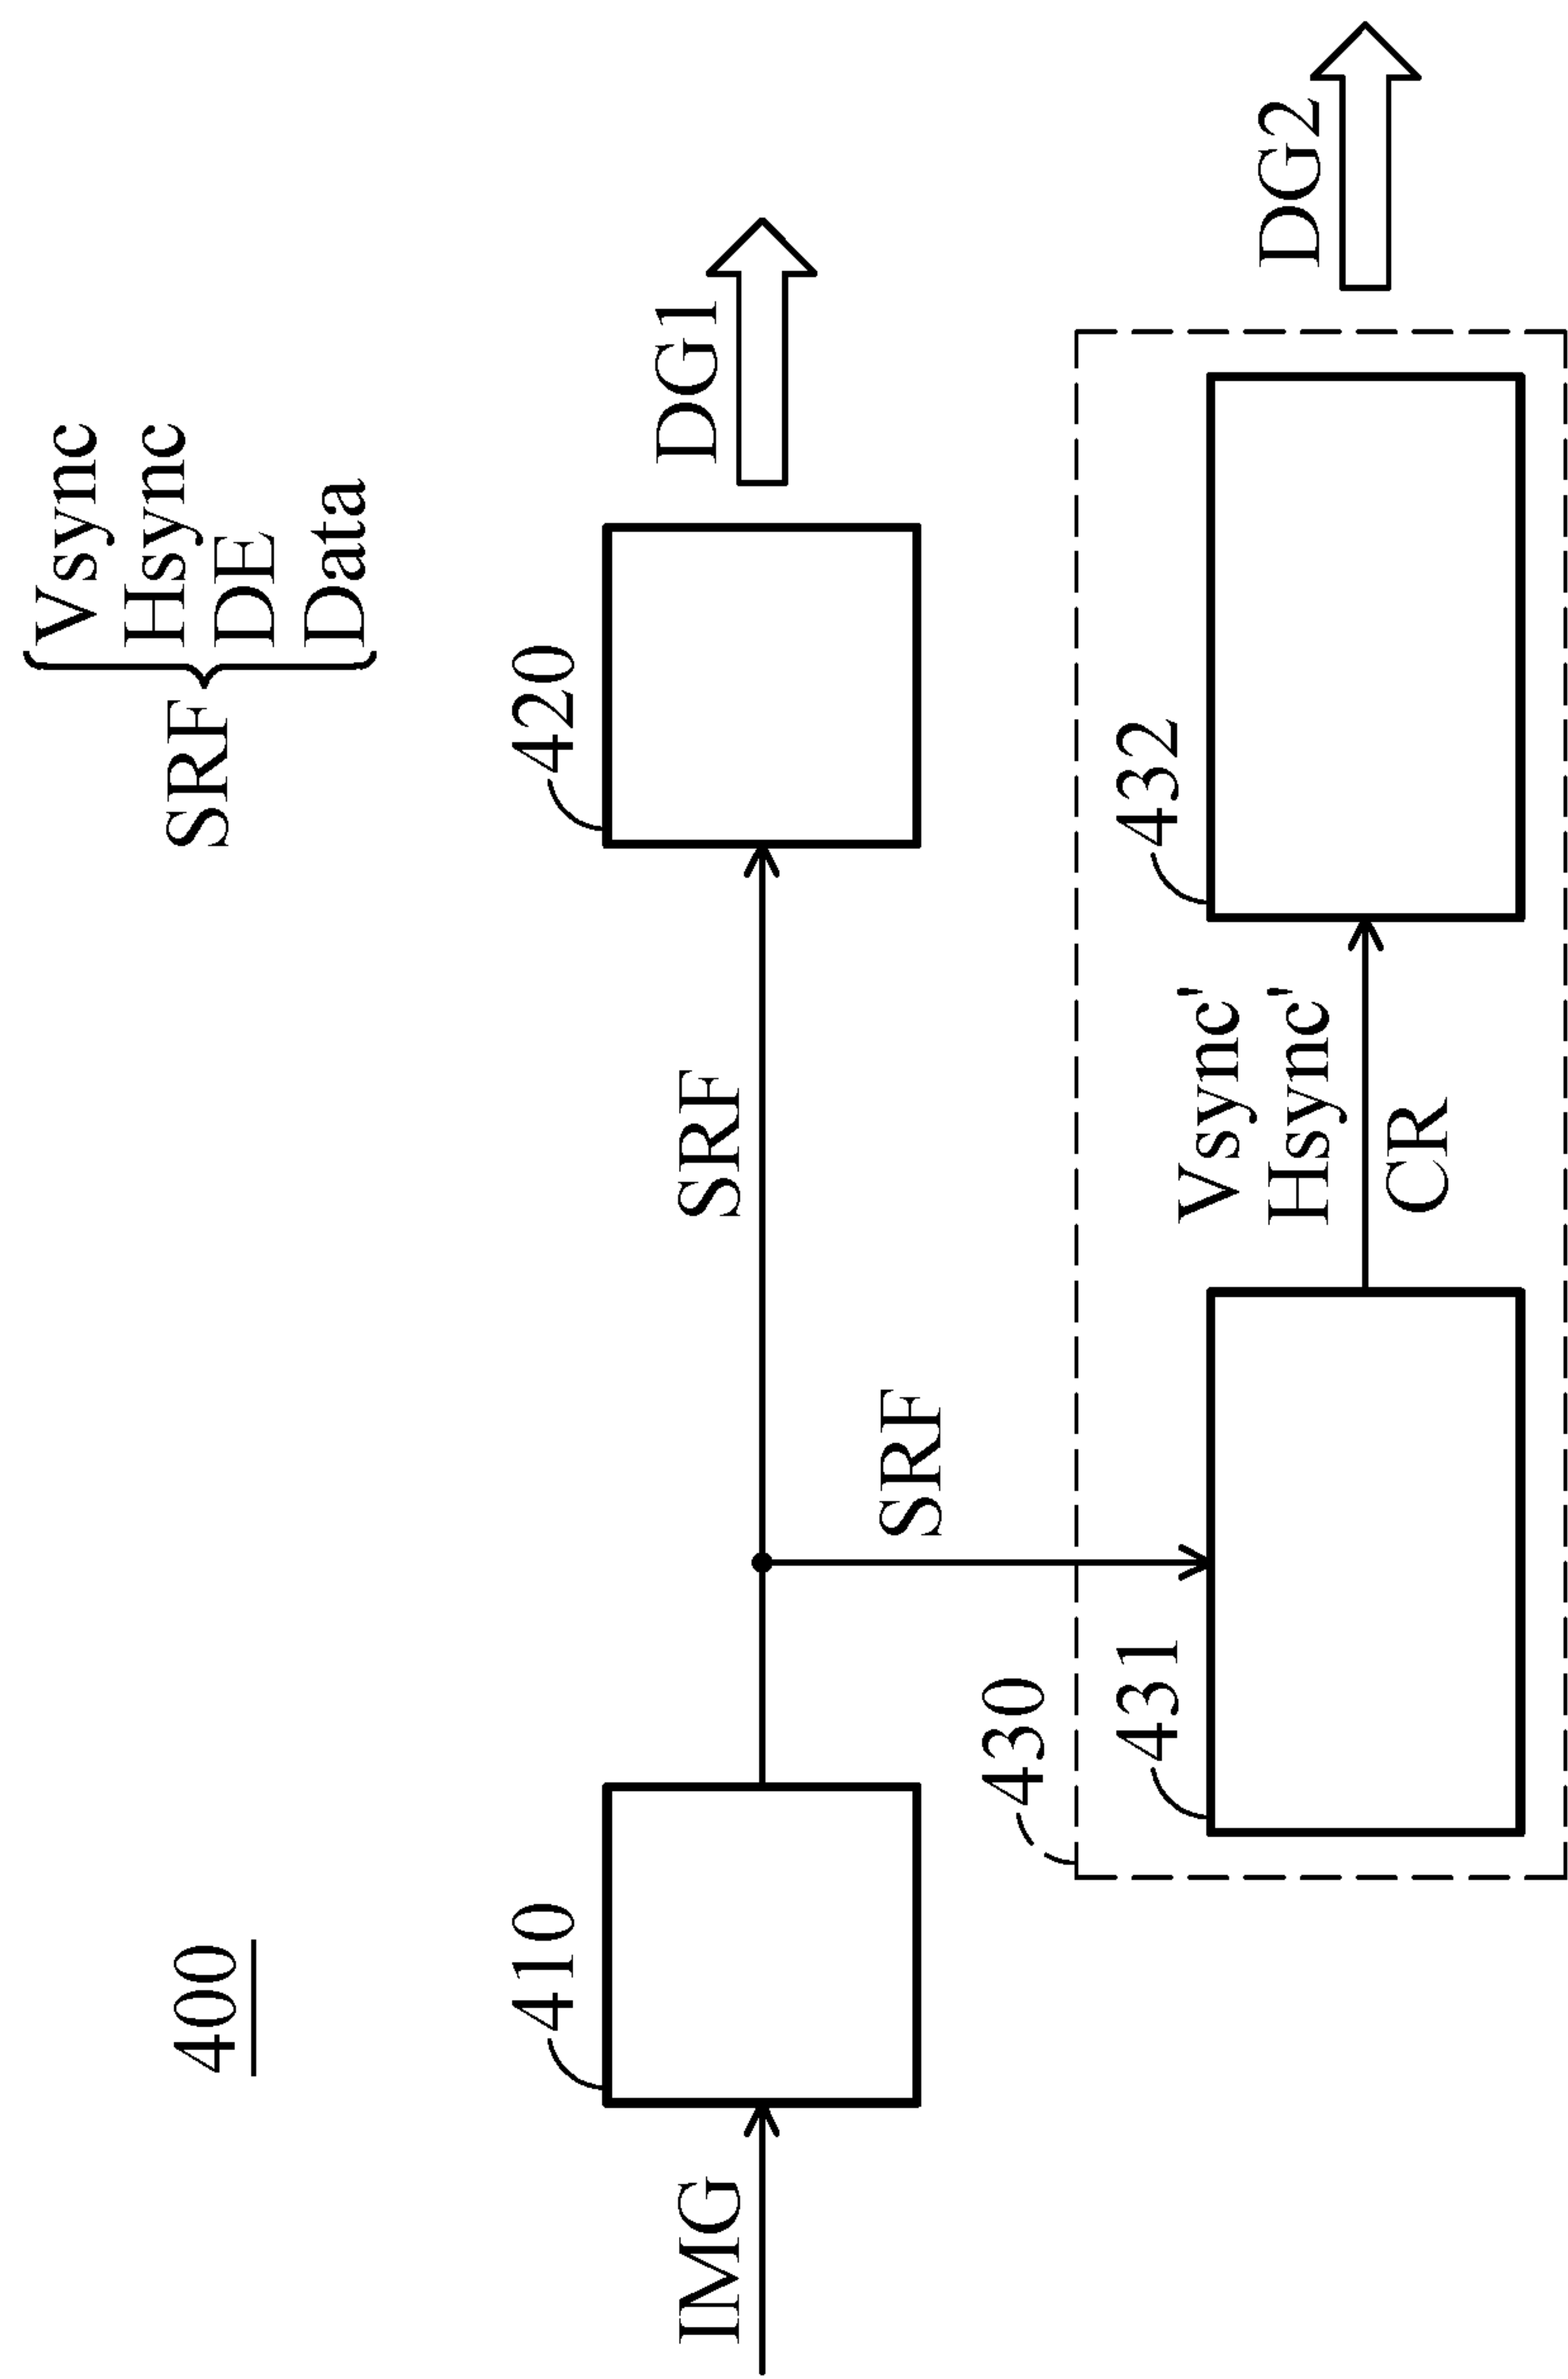 400
SRF
Vsync
Hsync
DE
Data
IMG
410
SRF
420
DG1
SRF
430
431
Vsync'
Hsync'
CR
432
DG2